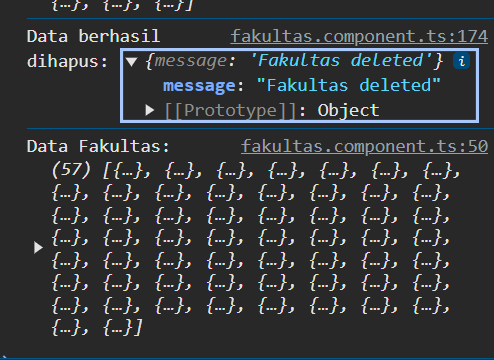 {…}, {…}, {…}]
Data berhasil fakultas.component.ts:174
dihapus: ▼ {message: 'Fakultas deleted'} i
message: "Fakultas deleted"
▶ [[Prototype]]: Object
Data Fakultas: fakultas.component.ts:50
(57) [{…}, {…}, {…}, {…}, {…}, {…}, {…},
{…}, {…}, {…}, {…}, {…}, {…}, {…}, {…},
{…}, {…}, {…}, {…}, {…}, {…}, {…}, {…},
{…}, {…}, {…}, {…}, {…}, {…}, {…}, {…},
{…}, {…}, {…}, {…}, {…}, {…}, {…}, {…},
{…}, {…}, {…}, {…}, {…}, {…}, {…}, {…},
{…}, {…}, {…}, {…}, {…}, {…}, {…}, {…},
{…}, {…}]